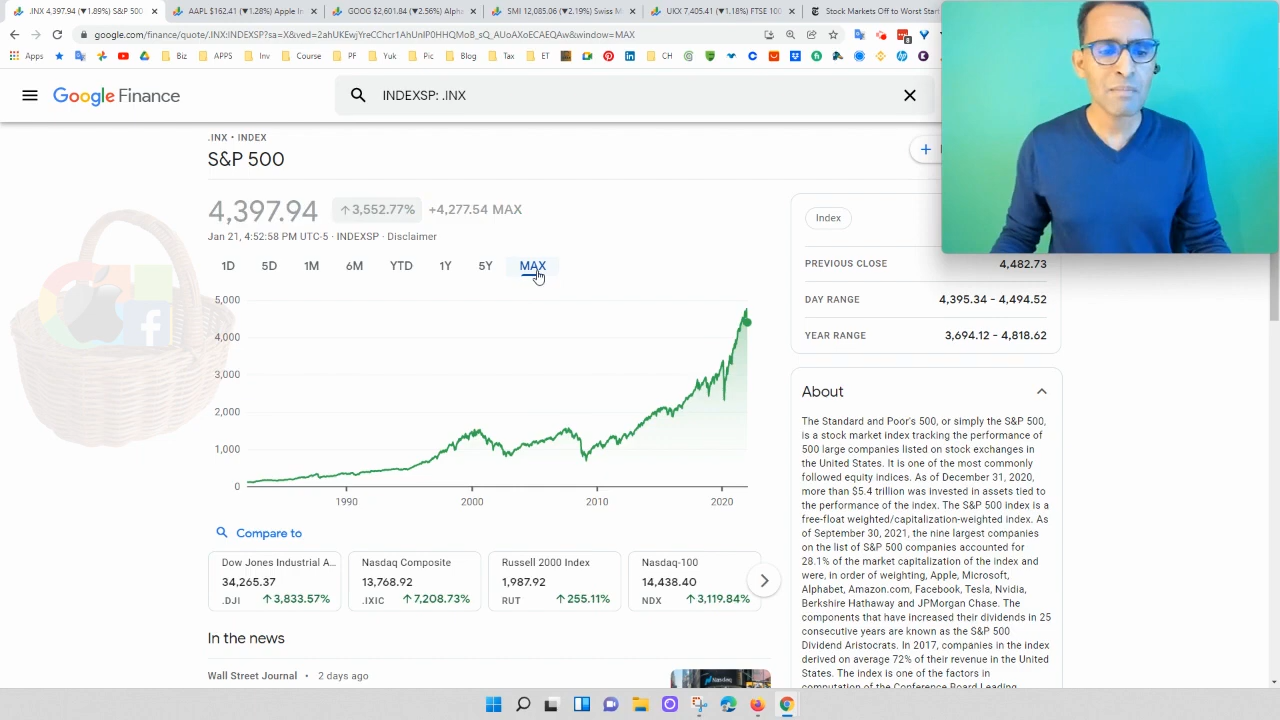 .INX 4,397.94 (▼1.89%) S&P 500
AAPL $162.41 (▼1.28%) Apple In
GOOG $2,601.84 (▼2.56%) Alpha
SMI 12,035.06 (▼2.19%) Swiss M
UKX 7,405.41 (▼1.18%) FTSE 100
Stock Markets Off to Worst Start
google.com/finance/quote/.INX:INDEXSP?sa=X&ved=2ahUKEwjYreCChcr1AhUnIP0HHQMoB_sQ_AUoAXoECAEQAw&window=MAX
Apps Biz APPS Inv Course PF Yuk Pic Blog Tax ET CH
Google Finance
INDEXSP: .INX
.INX • INDEX
S&P 500
4,397.94 ↑3,552.77% +4,277.54 MAX
Jan 21, 4:52:58 PM UTC-5 · INDEXSP · Disclaimer
1D 5D 1M 6M YTD 1Y 5Y MAX
5,000
4,000
3,000
2,000
1,000
0
1990 2000 2010 2020
Compare to
Dow Jones Industrial A...
34,265.37
.DJI ↑3,833.57%
Nasdaq Composite
13,768.92
.IXIC ↑7,208.73%
Russell 2000 Index
1,987.92
RUT ↑255.11%
Nasdaq-100
14,438.40
NDX ↑3,119.84%
In the news
Wall Street Journal • 2 days ago
Nasdaq
Index
PREVIOUS CLOSE 4,482.73
DAY RANGE 4,395.34 - 4,494.52
YEAR RANGE 3,694.12 - 4,818.62
About
The Standard and Poor's 500, or simply the S&P 500,
is a stock market index tracking the performance of
500 large companies listed on stock exchanges in
the United States. It is one of the most commonly
followed equity indices. As of December 31, 2020,
more than $5.4 trillion was invested in assets tied to
the performance of the index. The S&P 500 index is a
free-float weighted/capitalization-weighted index. As
of September 30, 2021, the nine largest companies
on the list of S&P 500 companies accounted for
28.1% of the market capitalization of the index and
were, in order of weighting, Apple, Microsoft,
Alphabet, Amazon.com, Facebook, Tesla, Nvidia,
Berkshire Hathaway and JPMorgan Chase. The
components that have increased their dividends in 25
consecutive years are known as the S&P 500
Dividend Aristocrats. In 2017, companies in the index
derived on average 72% of their revenue in the United
States. The index is one of the factors in
computation of the Conference Board Leading